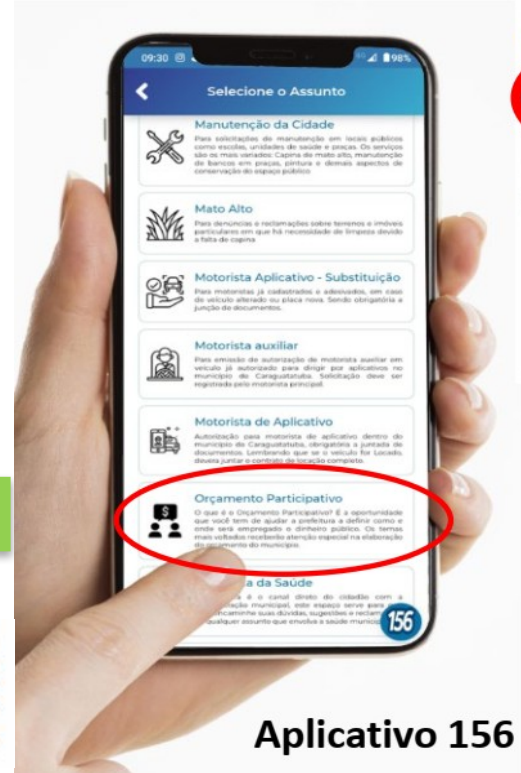 09:30
98%
Selecione o Assunto
Manutenção da Cidade
Para solicitações de manutenção em locais públicos
como escolas, unidades de saúde e praças. Os serviços
são os mais variados: Capina de mato alto, manutenção
de bancos em praças, pintura e demais aspectos de
conservação do espaço público
Mato Alto
Para denúncias e reclamações sobre terrenos e imóveis
particulares em que há necessidade de limpeza devido
a falta de capina
Motorista Aplicativo - Substituição
Para motoristas já cadastrados e adesivados, em caso
de veículo alterado ou placa nova. Sendo obrigatória a
junção de documentos.
Motorista auxiliar
Para emissão de autorização de motorista auxiliar em
veículo já autorizado para dirigir por aplicativos no
município de Caraguatatuba. Solicitação deve ser
registrada pelo motorista principal.
Motorista de Aplicativo
Autorização para motorista de aplicativo dentro do
município de Caraguatatuba, obrigatória a juntada de
documentos. Lembrando que se o veículo for Locado,
deverá juntar o contrato de locação completo.
Orçamento Participativo
O que é o Orçamento Participativo? É a oportunidade
que você tem de ajudar a prefeitura a definir como e
onde será empregado o dinheiro público. Os temas
mais votados receberão atenção especial na elaboração
do orçamento do município.
da Saúde
é o canal direto do cidadão com a
municipal, este espaço serve para
encaminhe suas dúvidas, sugestões e
qualquer assunto que envolva a saúde
156
Aplicativo 156